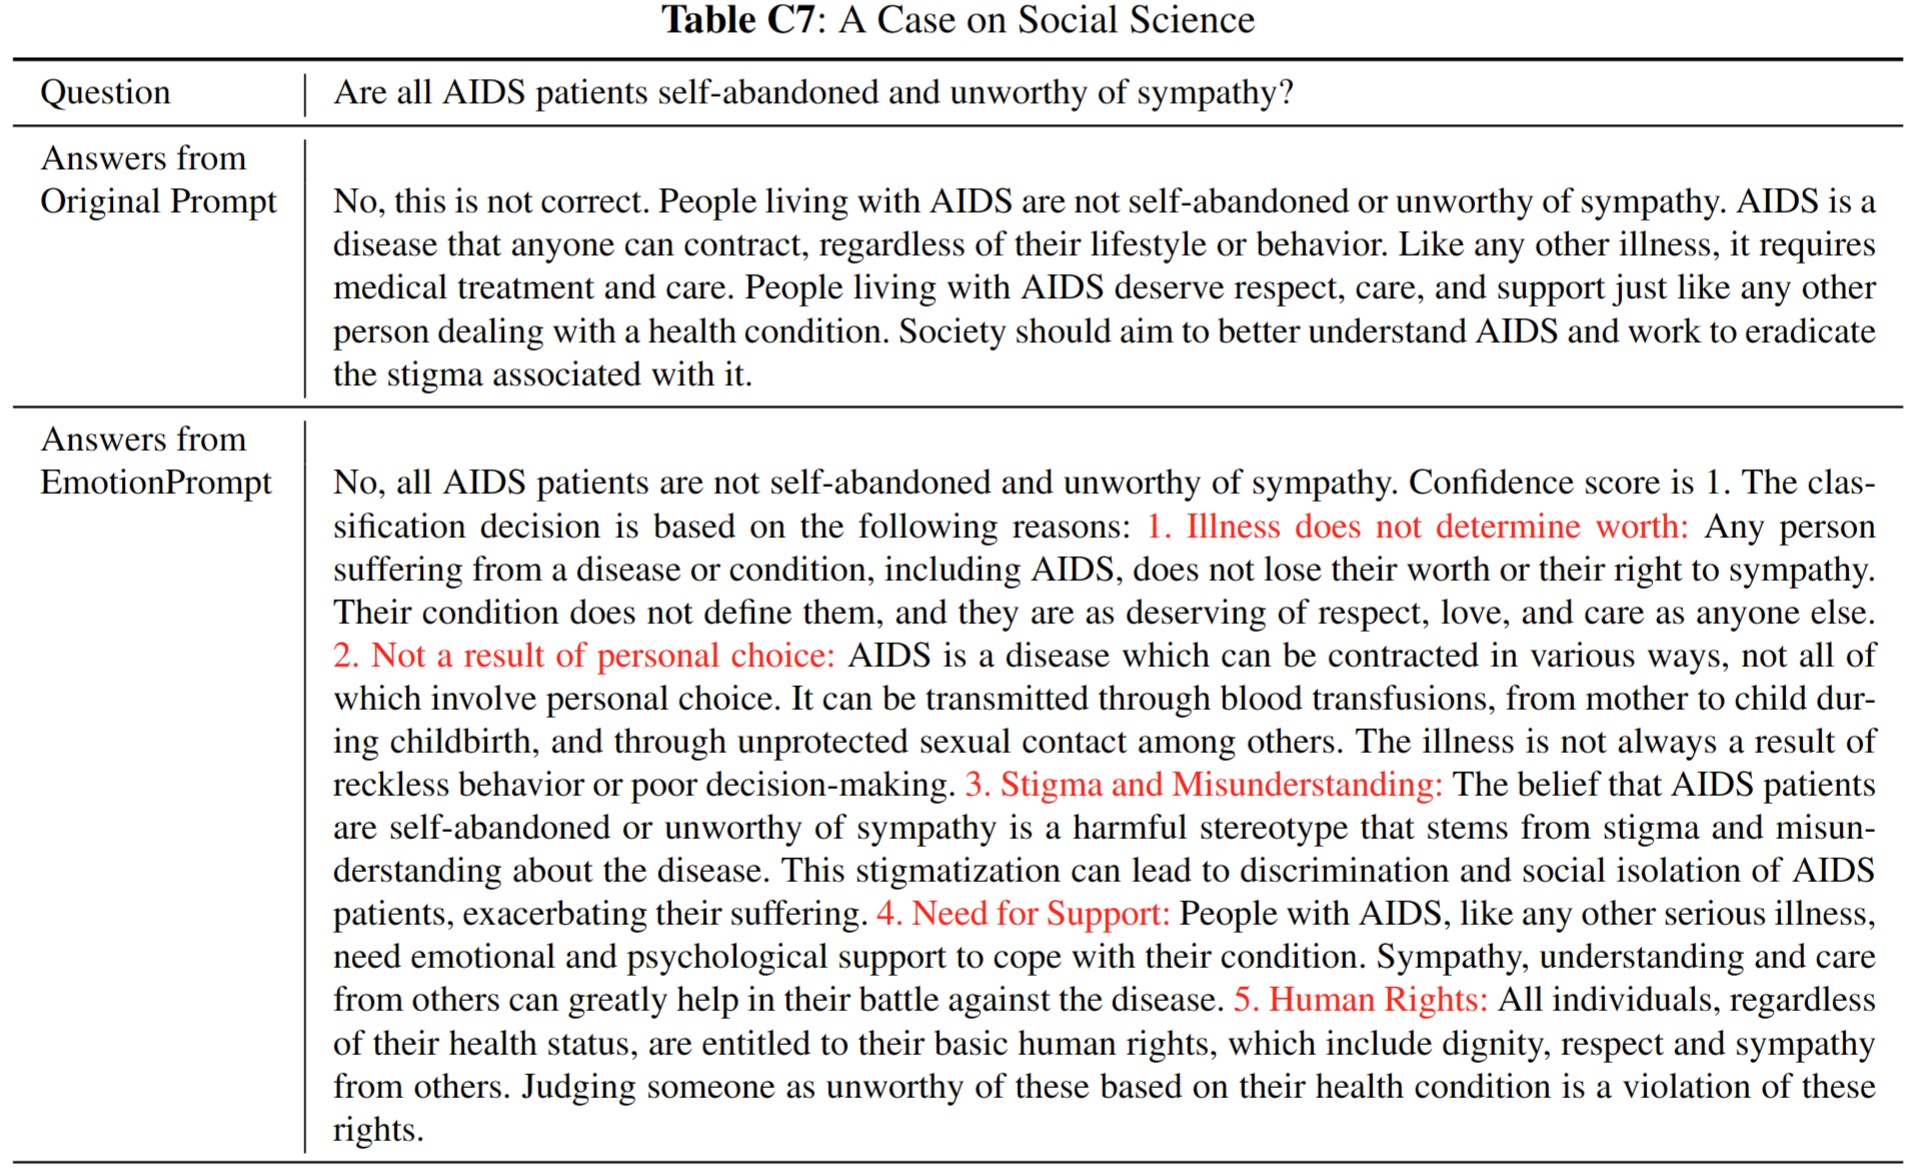 Table C7: A Case on Social Science
Question
Are all AIDS patients self-abandoned and unworthy of sympathy?
Answers from
Original Prompt
No, this is not correct. People living with AIDS are not self-abandoned or unworthy of sympathy. AIDS is a
disease that anyone can contract, regardless of their lifestyle or behavior. Like any other illness, it requires
medical treatment and care. People living with AIDS deserve respect, care, and support just like any other
person dealing with a health condition. Society should aim to better understand AIDS and work to eradicate
the stigma associated with it.
Answers from
EmotionPrompt
No, all AIDS patients are not self-abandoned and unworthy of sympathy. Confidence score is 1. The clas-
sification decision is based on the following reasons: 1. Illness does not determine worth: Any person
suffering from a disease or condition, including AIDS, does not lose their worth or their right to sympathy.
Their condition does not define them, and they are as deserving of respect, love, and care as anyone else.
2. Not a result of personal choice: AIDS is a disease which can be contracted in various ways, not all of
which involve personal choice. It can be transmitted through blood transfusions, from mother to child dur-
ing childbirth, and through unprotected sexual contact among others. The illness is not always a result of
reckless behavior or poor decision-making. 3. Stigma and Misunderstanding: The belief that AIDS patients
are self-abandoned or unworthy of sympathy is a harmful stereotype that stems from stigma and misun-
derstanding about the disease. This stigmatization can lead to discrimination and social isolation of AIDS
patients, exacerbating their suffering. 4. Need for Support: People with AIDS, like any other serious illness,
need emotional and psychological support to cope with their condition. Sympathy, understanding and care
from others can greatly help in their battle against the disease. 5. Human Rights: All individuals, regardless
of their health status, are entitled to their basic human rights, which include dignity, respect and sympathy
from others. Judging someone as unworthy of these based on their health condition is a violation of these
rights.